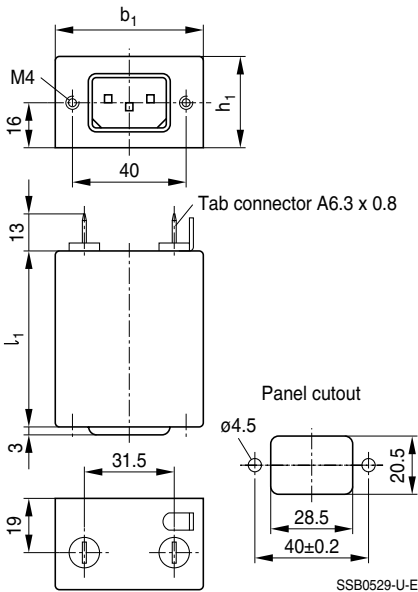 b1
M4
h1
16
40
13
Tab connector A6.3 x 0.8
l1
3
Panel cutout
ø4.5
31.5
20.5
19
28.5
40±0.2
SSB0529-U-E